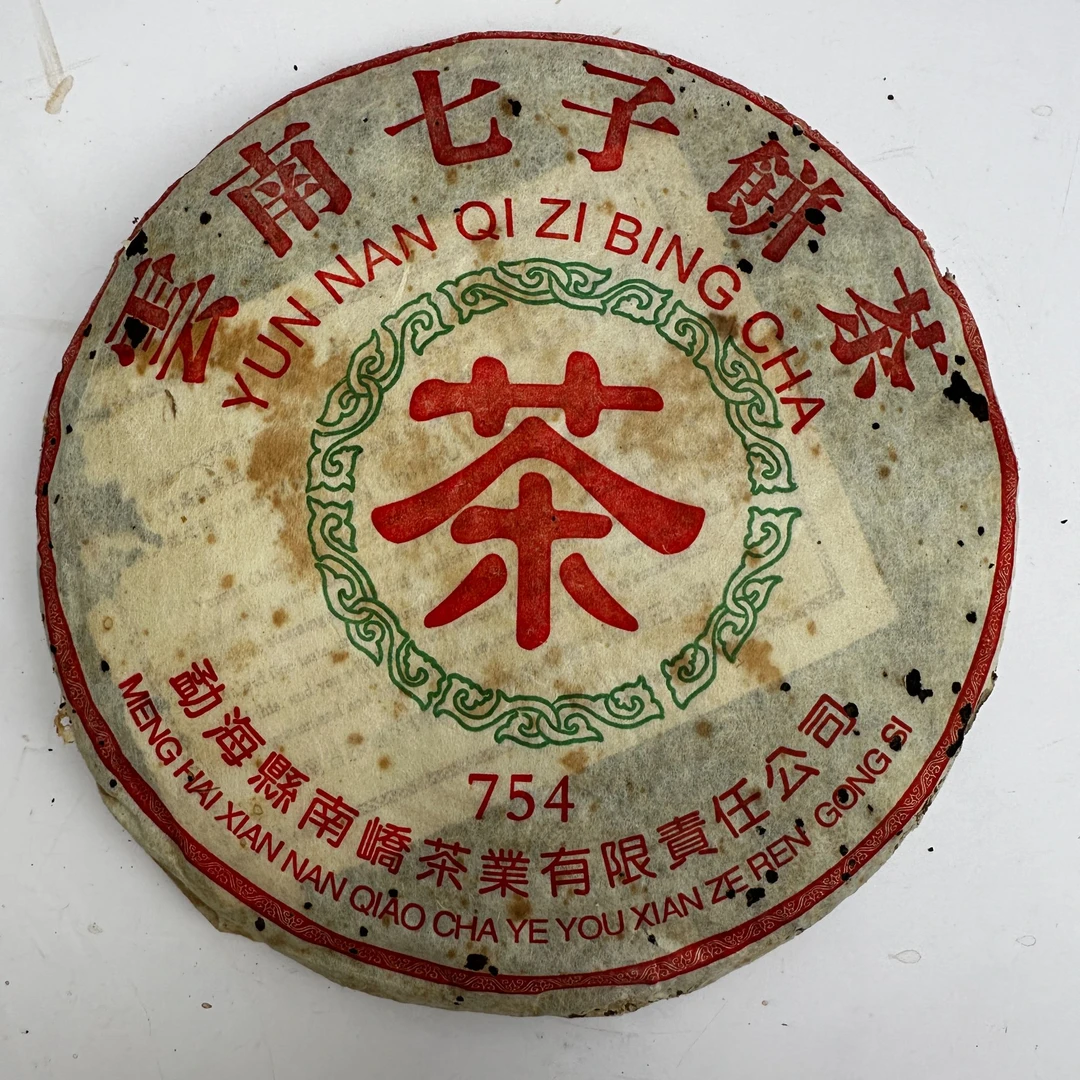 雲南七子餅茶
YUN NAN QI ZI BING CHA
茶
754
勐海縣南嶠茶業有限責任公司
MENG HAI XIAN NAN QIAO CHA YE YOU XIAN ZE REN GONG SI